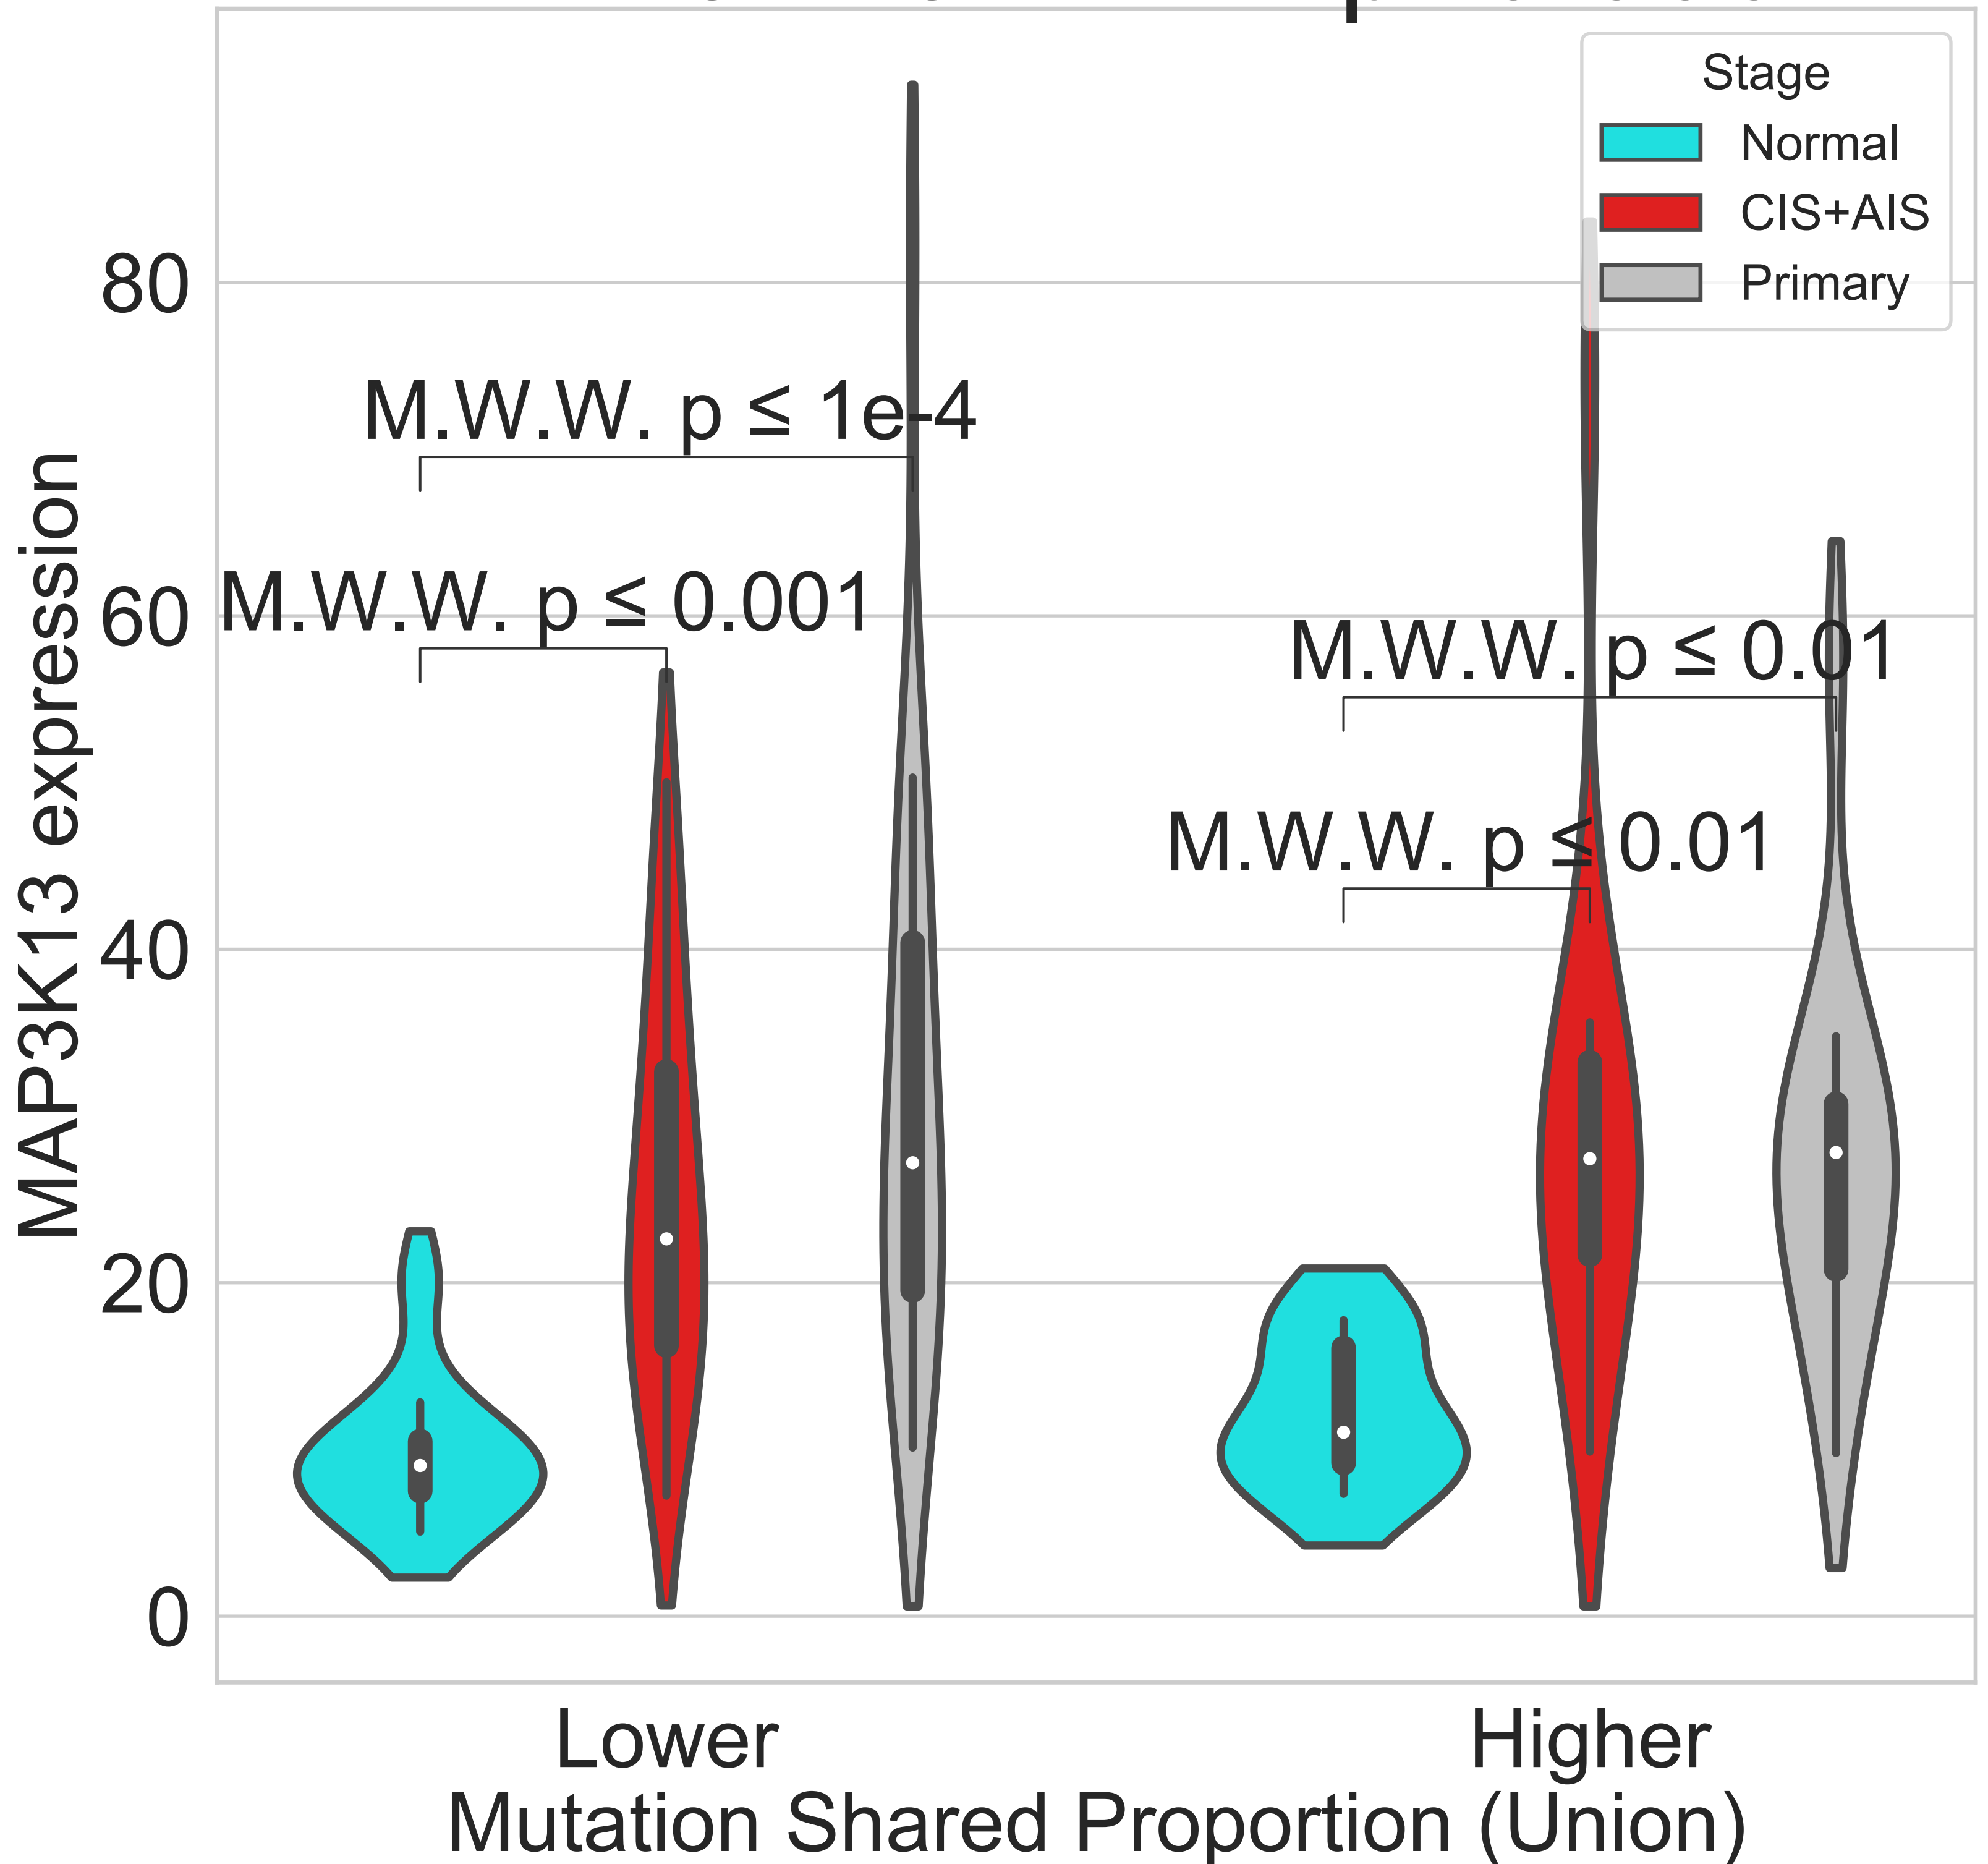 Stage
Normal
CIS+AIS
Primary
80
60
40
20
0
MAP3K13 expression
M.W.W. p ≤ 1e-4
M.W.W. p ≤ 0.001
M.W.W. p ≤ 0.01
M.W.W. p ≤ 0.01
Lower
Higher
Mutation Shared Proportion (Union)